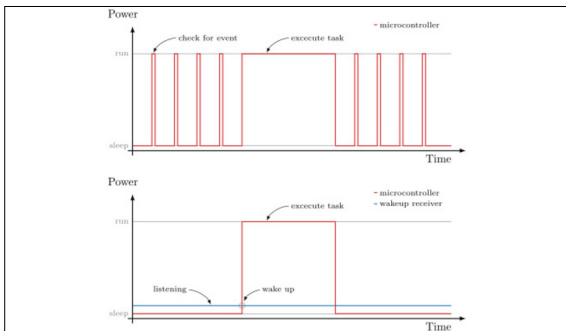 Power
microcontroller
check for event
excecute task
run
sleep
Time
Power
microcontroller
wakeup receiver
excecute task
run
listening
wake up
sleep
Time